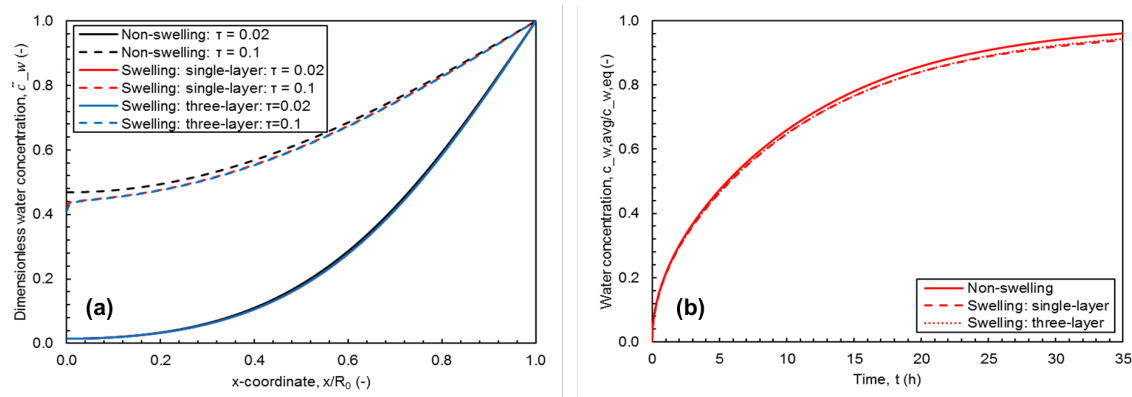 Dimensionless water concentration, c̃_w (-)
1.0
0.8
0.6
0.4
0.2
0.0
Non-swelling: τ = 0.02
Non-swelling: τ = 0.1
Swelling: single-layer: τ = 0.02
Swelling: single-layer: τ = 0.1
Swelling: three-layer: τ=0.02
Swelling: three-layer: τ=0.1
(a)
0.0 0.2 0.4 0.6 0.8 1.0
x-coordinate, x/R₀ (-)
Water concentration, c_w,avg/c_w,eq (-)
1.0
0.8
0.6
0.4
0.2
0.0
(b)
Non-swelling
Swelling: single-layer
Swelling: three-layer
0 5 10 15 20 25 30 35
Time, t (h)